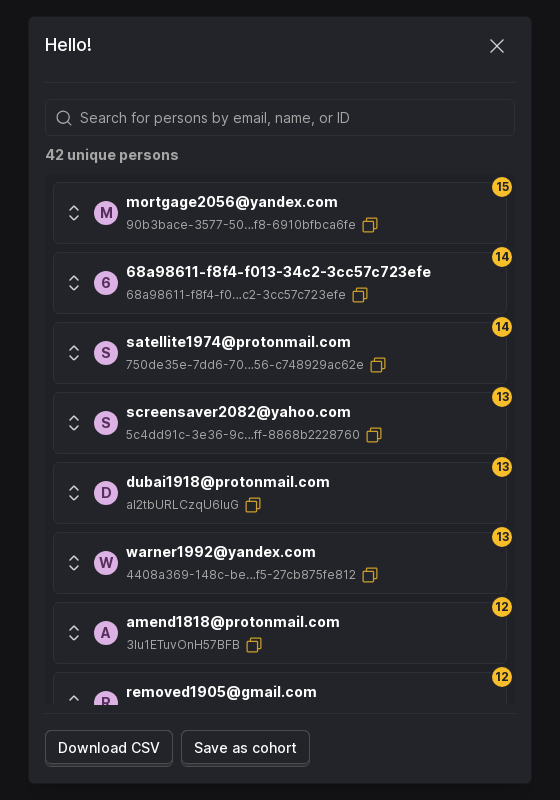 Hello!
Search for persons by email, name, or ID
42 unique persons
15
M
mortgage2056@yandex.com
90b3bace-3577-50...f8-6910bfbca6fe
14
6
68a98611-f8f4-f013-34c2-3cc57c723efe
68a98611-f8f4-f0...c2-3cc57c723efe
14
S
satellite1974@protonmail.com
750de35e-7dd6-70...56-c748929ac62e
13
S
screensaver2082@yahoo.com
5c4dd91c-3e36-9c...ff-8868b2228760
13
D
dubai1918@protonmail.com
al2tbURLCzqU6IuG
13
W
warner1992@yandex.com
4408a369-148c-be...f5-27cb875fe812
12
A
amend1818@protonmail.com
3lu1ETuvOnH57BFB
12
R
removed1905@gmail.com
Download CSV
Save as cohort